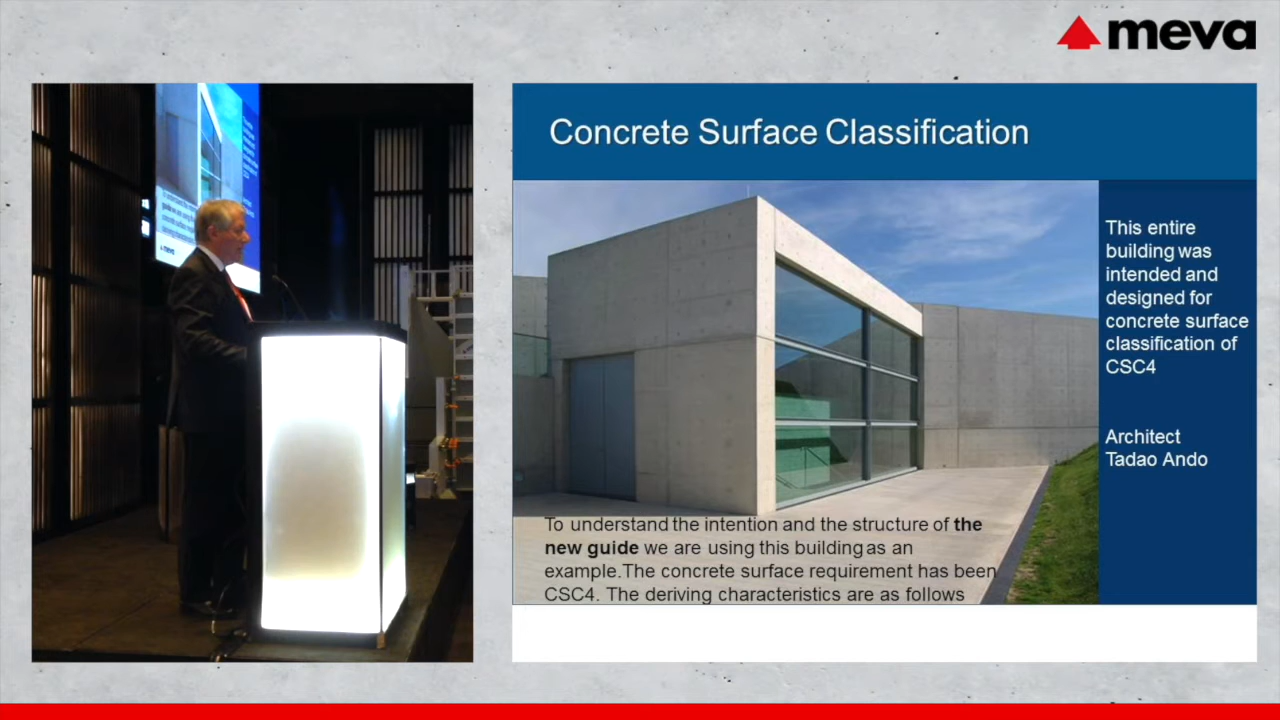 meva
Concrete Surface Classification
This entire
building was
intended and
designed for
concrete surface
classification of
CSC4
Architect
Tadao Ando
To understand the intention and the structure of the
new guide we are using this building as an
example.The concrete surface requirement has been
CSC4. The deriving characteristics are as follows